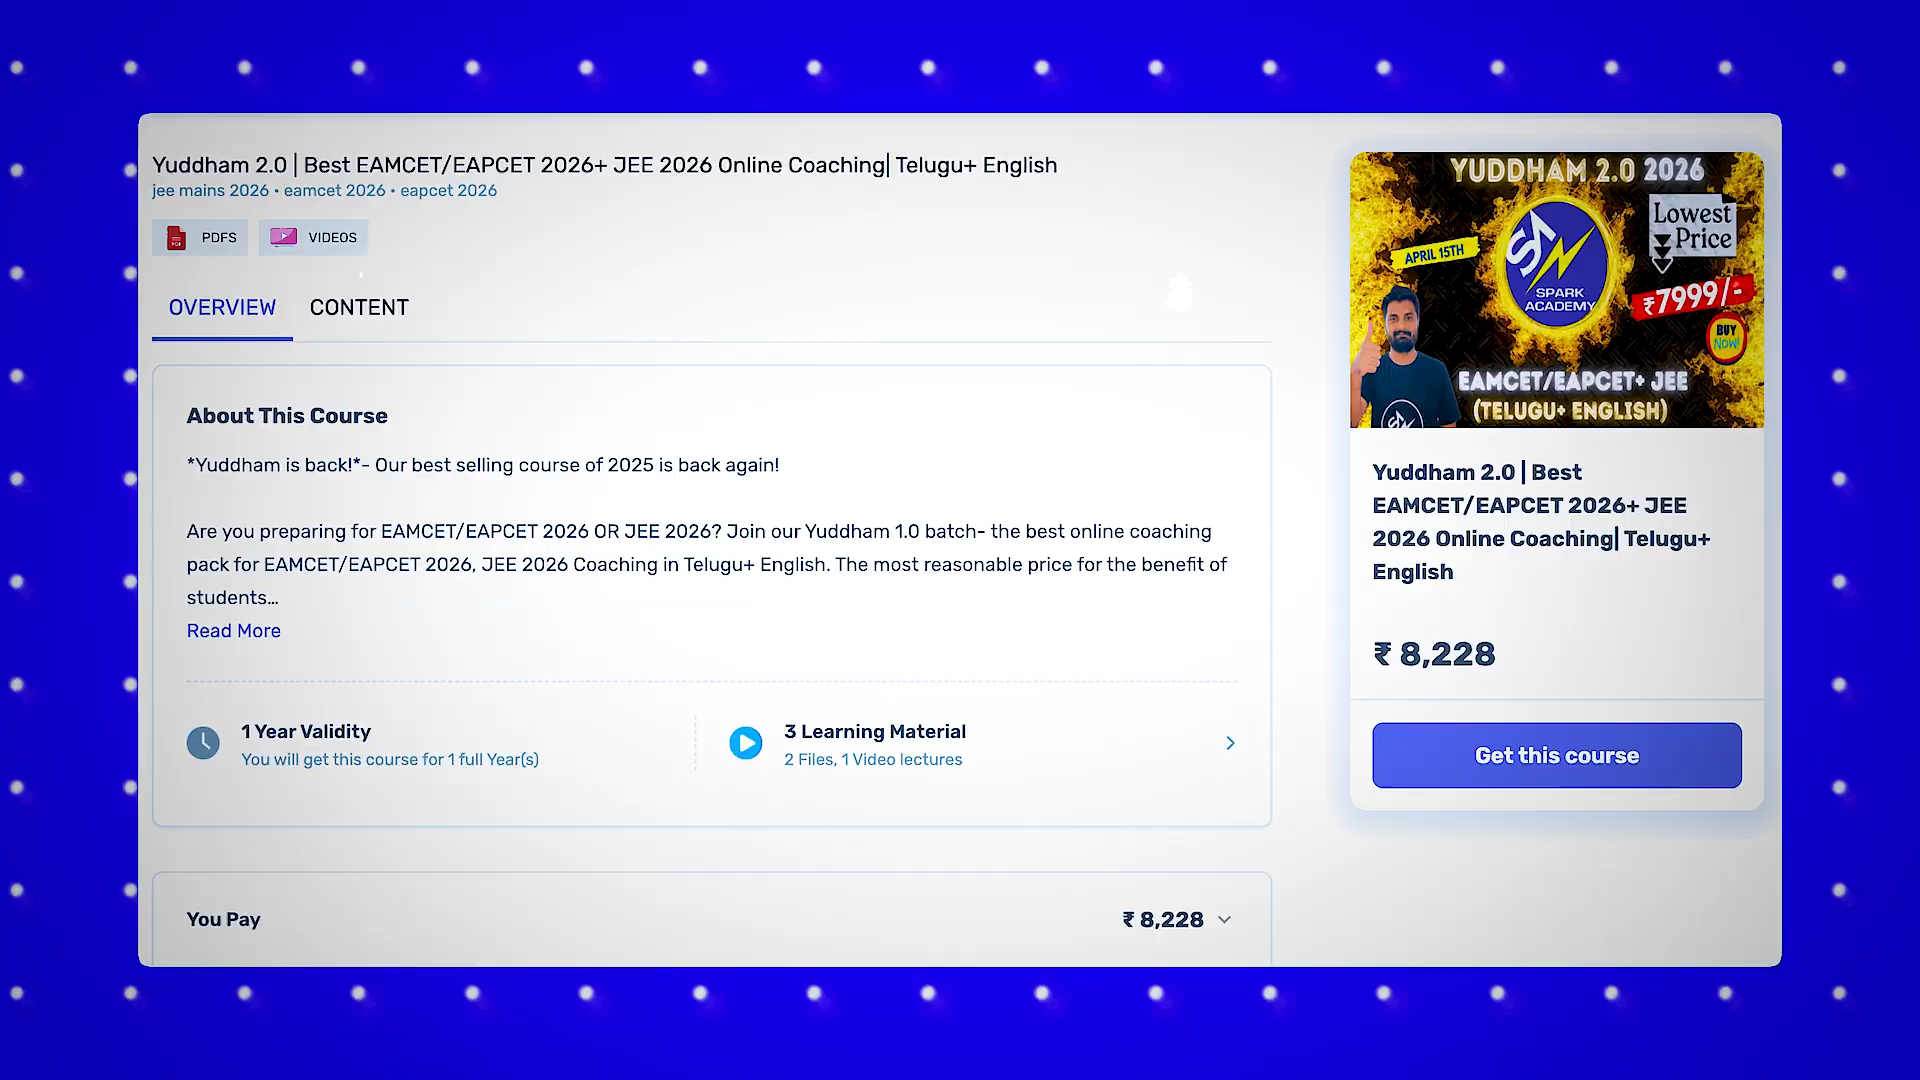 Yuddham 2.0 | Best EAMCET/EAPCET 2026+ JEE 2026 Online Coaching| Telugu+ English
jee mains 2026 • eamcet 2026 • eapcet 2026
PDFS
VIDEOS
OVERVIEW
CONTENT
About This Course
*Yuddham is back!*- Our best selling course of 2025 is back again!
Are you preparing for EAMCET/EAPCET 2026 OR JEE 2026? Join our Yuddham 1.0 batch- the best online coaching
pack for EAMCET/EAPCET 2026, JEE 2026 Coaching in Telugu+ English. The most reasonable price for the benefit of
students...
Read More
1 Year Validity
You will get this course for 1 full Year(s)
3 Learning Material
2 Files, 1 Video lectures
You Pay
₹ 8,228
YUDDHAM 2.0 2026
Lowest
Price
APRIL 15TH
SPARK
ACADEMY
₹7999/-
BUY
NOW!
EAMCET/EAPCET+ JEE
(TELUGU+ ENGLISH)
Yuddham 2.0 | Best
EAMCET/EAPCET 2026+ JEE
2026 Online Coaching| Telugu+
English
₹ 8,228
Get this course